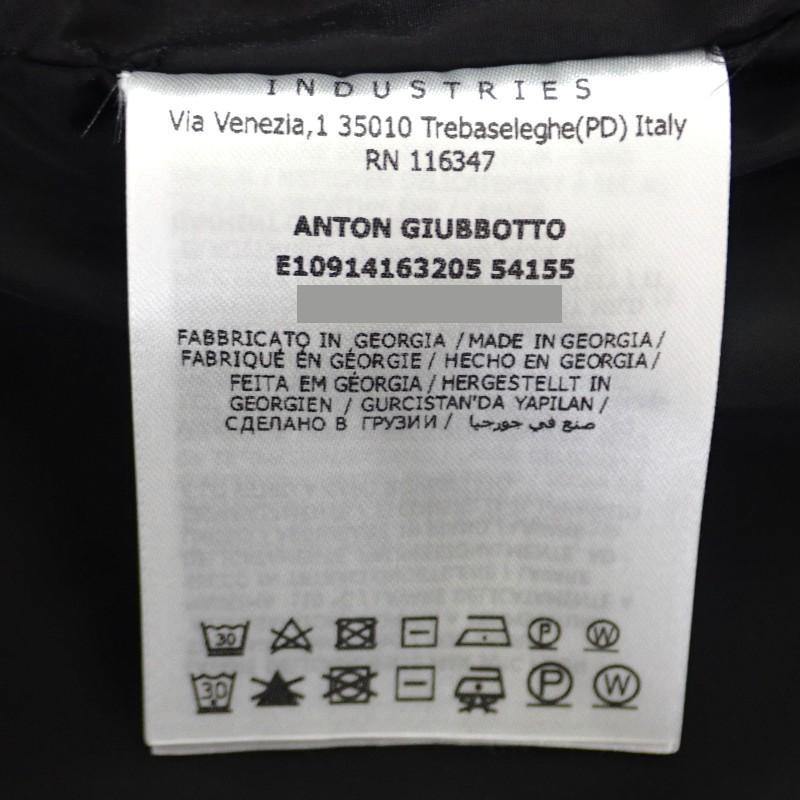 INDUSTRIES
Via Venezia,1 35010 Trebaseleghe(PD) Italy
RN 116347
ANTON GIUBBOTTO
E10914163205 54155
FABBRICATO IN GEORGIA / MADE IN GEORGIA /
FABRIQUÉ EN GÉORGIE / HECHO EN GEORGIA /
FEITA EM GÉORGIA / HERGESTELLT IN
GEORGIEN / GURCISTAN'DA YAPILAN /
СДЕЛАНО В ГРУЗИИ / صنع في جورجيا
30 P W
30 P W